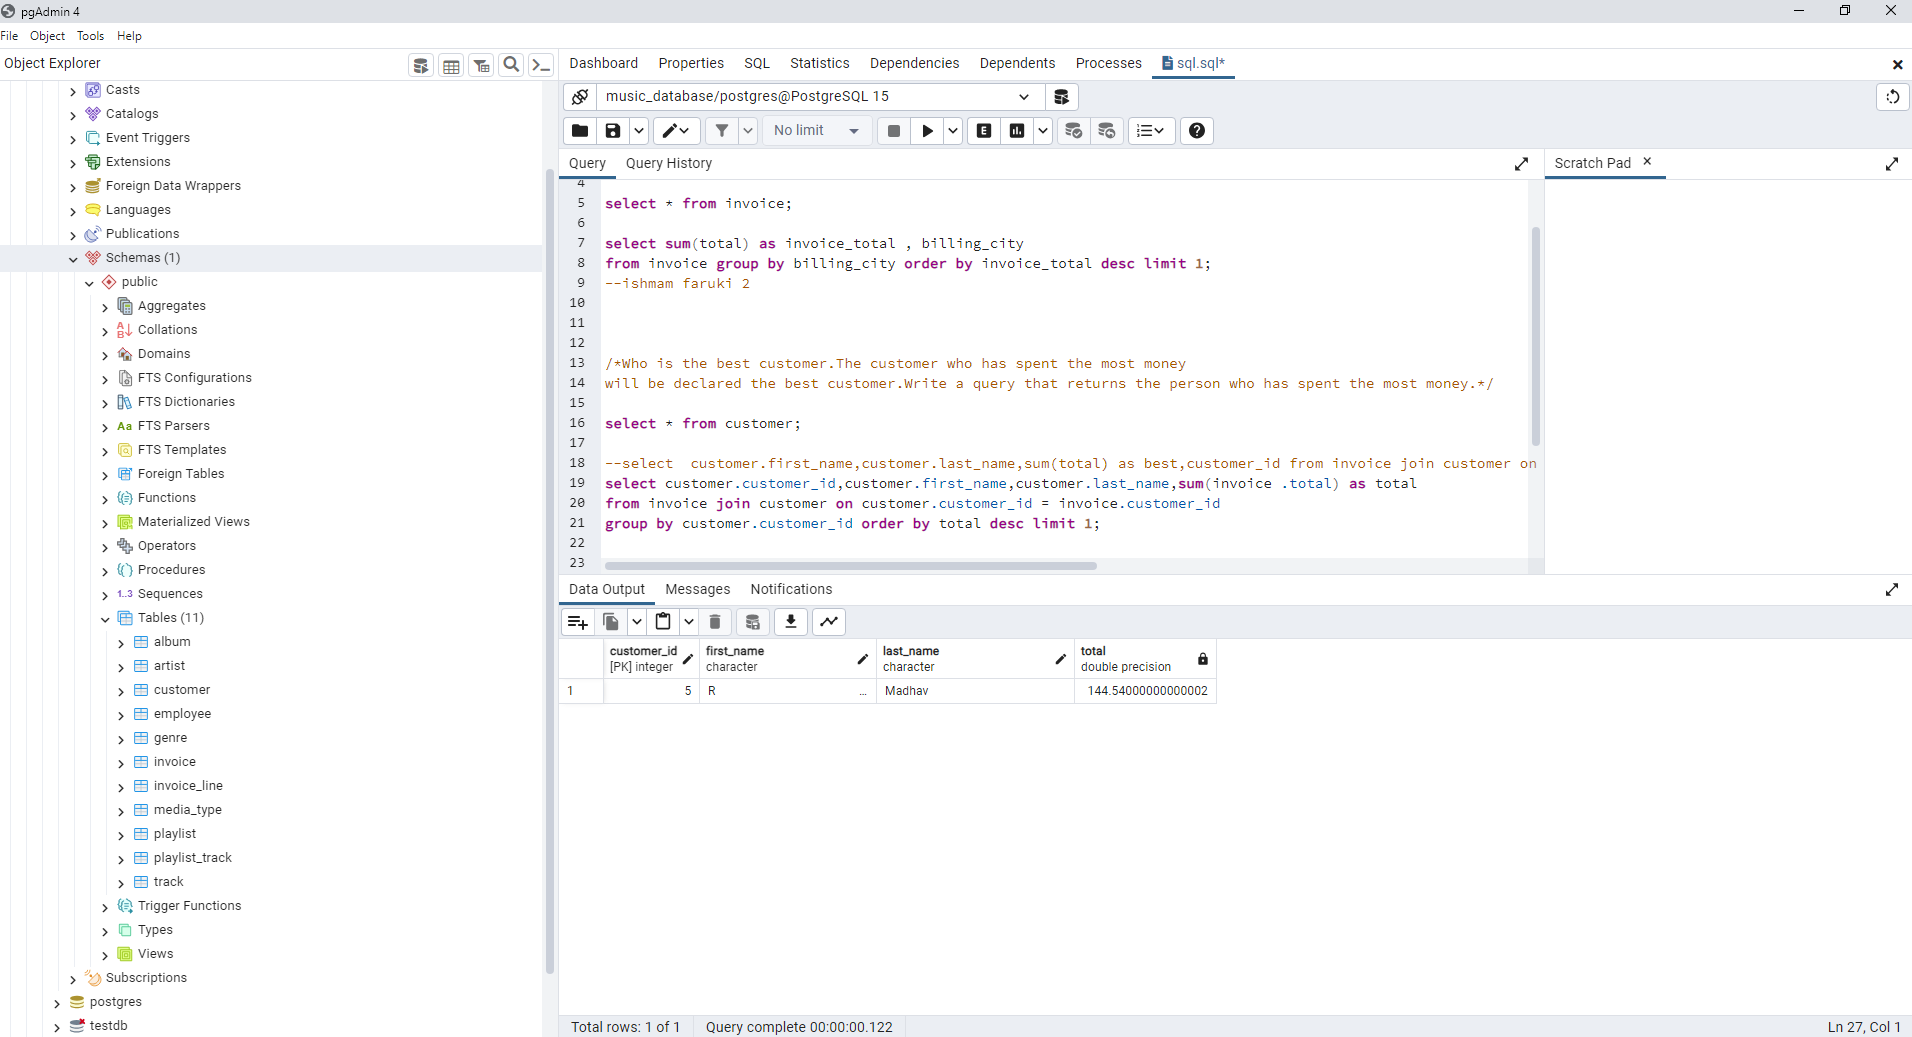 pgAdmin 4
File Object Tools Help
Object Explorer
Casts
Catalogs
Event Triggers
Extensions
Foreign Data Wrappers
Languages
Publications
Schemas (1)
public
Aggregates
Collations
Domains
FTS Configurations
FTS Dictionaries
Aa FTS Parsers
FTS Templates
Foreign Tables
Functions
Materialized Views
Operators
Procedures
1..3 Sequences
Tables (11)
album
artist
customer
employee
genre
invoice
invoice_line
media_type
playlist
playlist_track
track
Trigger Functions
Types
Views
Subscriptions
postgres
testdb
Dashboard Properties SQL Statistics Dependencies Dependents Processes sql.sql*
music_database/postgres@PostgreSQL 15
No limit E
Query Query History
Scratch Pad
4
5 select * from invoice;
6
7 select sum(total) as invoice_total , billing_city
8 from invoice group by billing_city order by invoice_total desc limit 1;
9 --ishmam faruki 2
10
11
12
13 /*Who is the best customer.The customer who has spent the most money
14 will be declared the best customer.Write a query that returns the person who has spent the most money.*/
15
16 select * from customer;
17
18 --select  customer.first_name,customer.last_name,sum(total) as best,customer_id from invoice join customer on
19 select customer.customer_id,customer.first_name,customer.last_name,sum(invoice .total) as total
20 from invoice join customer on customer.customer_id = invoice.customer_id
21 group by customer.customer_id order by total desc limit 1;
22
23
Data Output Messages Notifications
customer_id first_name last_name total
[PK] integer character character double precision
1 5 R ... Madhav 144.54000000000002
Total rows: 1 of 1 Query complete 00:00:00.122 Ln 27, Col 1